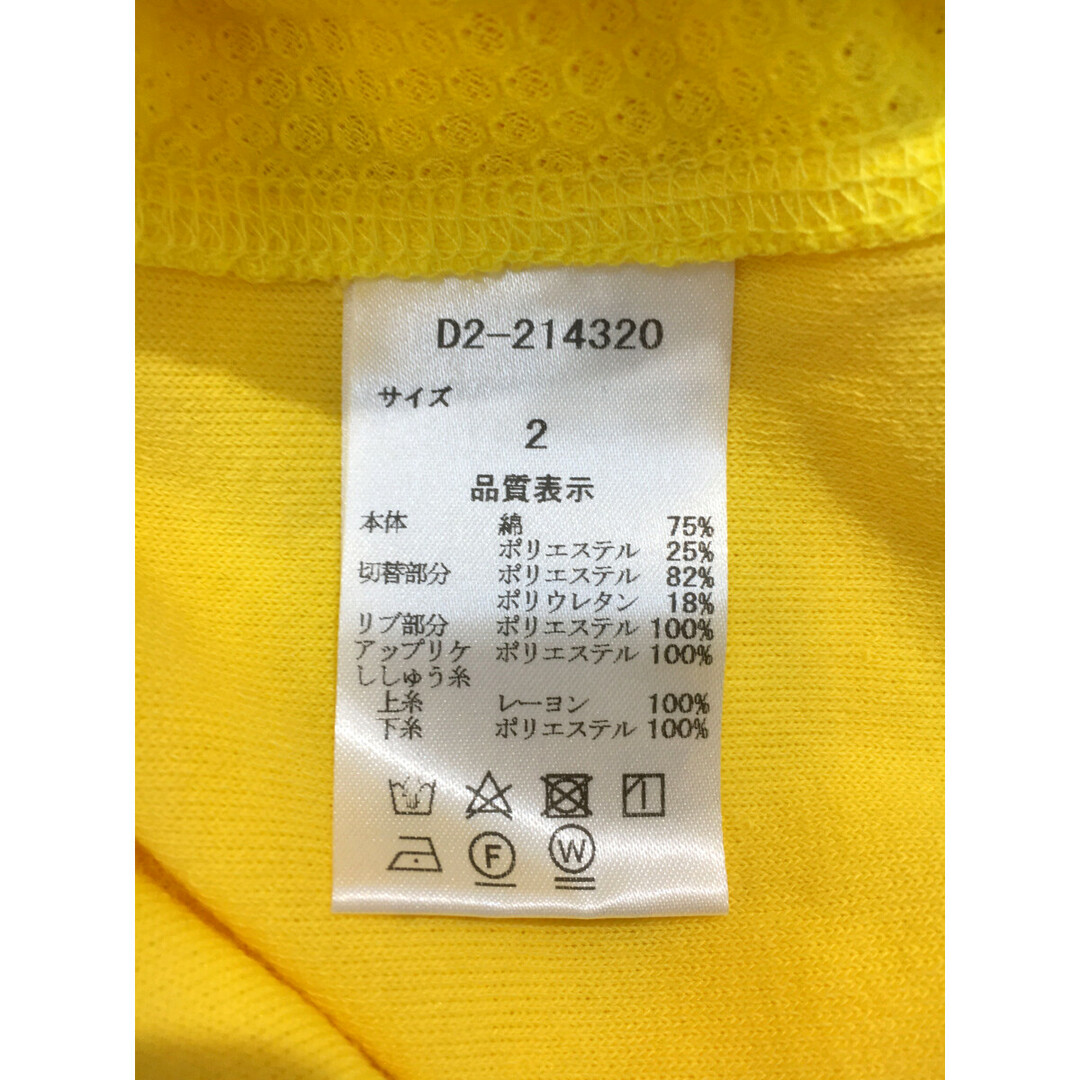 D2-214320
サイズ
2
品質表示
本体 綿 75%
ポリエステル 25%
切替部分 ポリエステル 82%
ポリウレタン 18%
リブ部分 ポリエステル 100%
アップリケ ポリエステル 100%
ししゅう糸
上糸 レーヨン 100%
下糸 ポリエステル 100%
F W